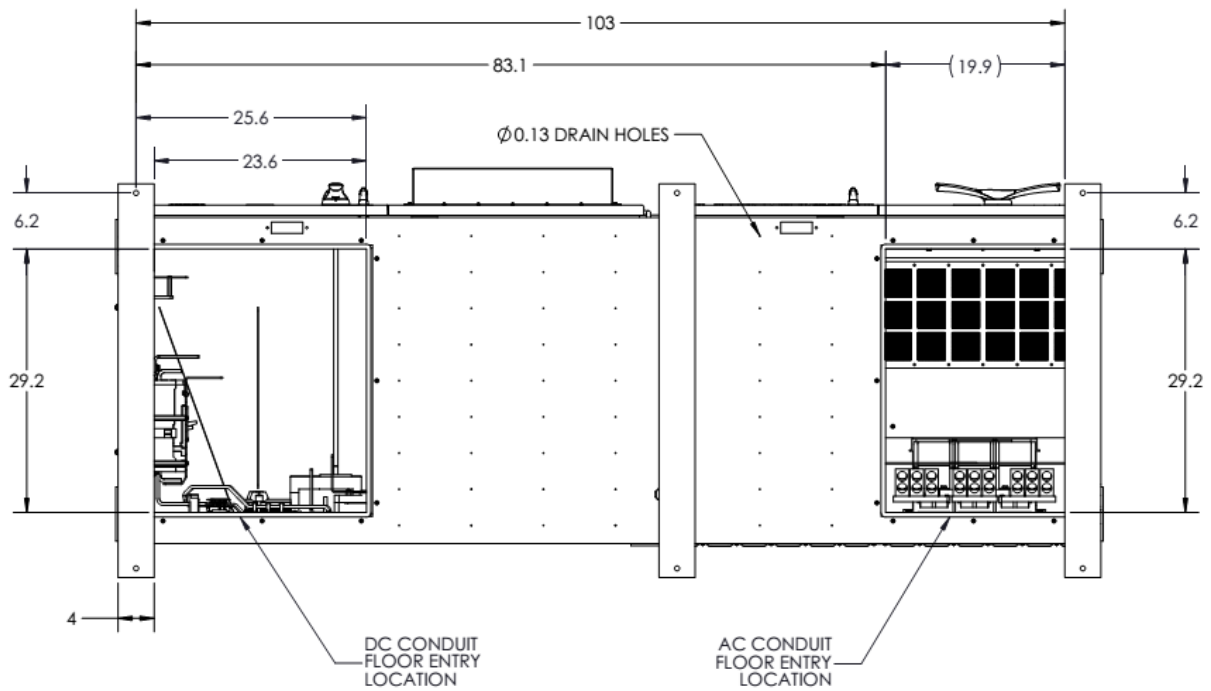 103
83.1
(19.9)
25.6
Ø0.13 DRAIN HOLES
23.6
6.2
6.2
29.2
29.2
4
DC CONDUIT
FLOOR ENTRY
LOCATION
AC CONDUIT
FLOOR ENTRY
LOCATION